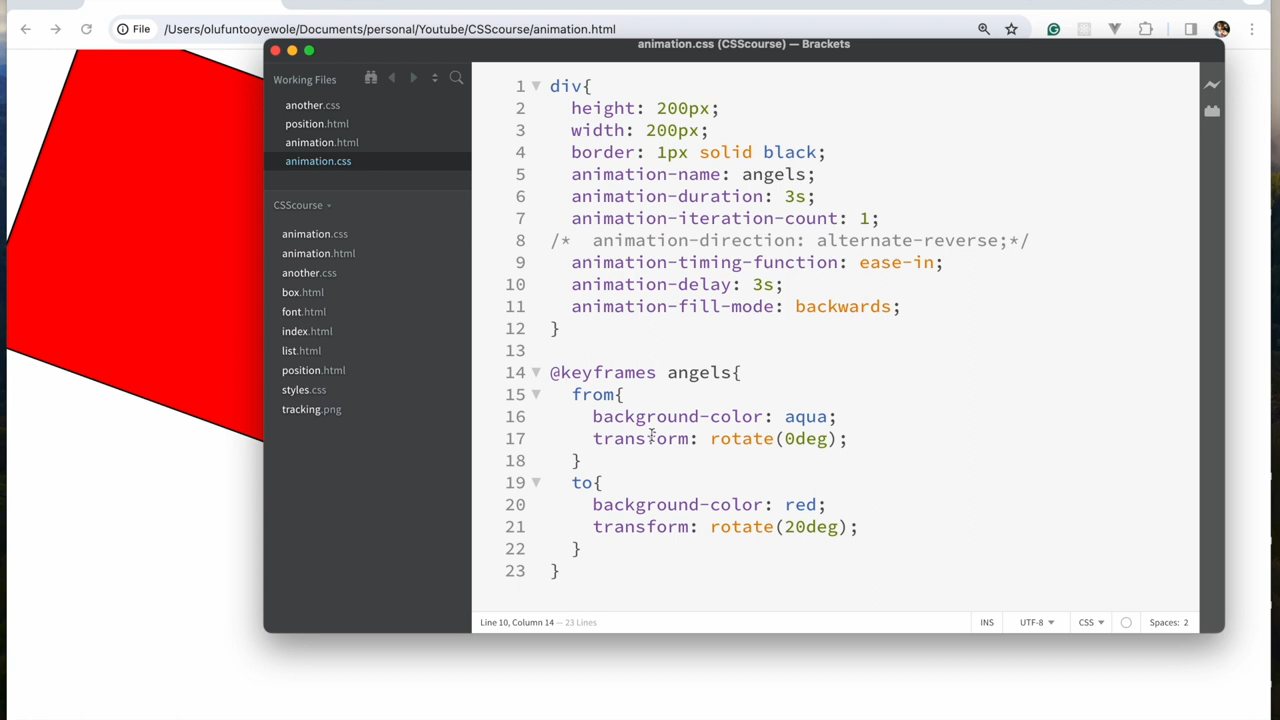 File
/Users/olufuntooyewole/Documents/personal/Youtube/CSScourse/animation.html
animation.css (CSScourse) — Brackets
Working Files
another.css
position.html
animation.html
animation.css
CSScourse
animation.css
animation.html
another.css
box.html
font.html
index.html
list.html
position.html
styles.css
tracking.png
1 div{
2 height: 200px;
3 width: 200px;
4 border: 1px solid black;
5 animation-name: angels;
6 animation-duration: 3s;
7 animation-iteration-count: 1;
8 /* animation-direction: alternate-reverse;*/
9 animation-timing-function: ease-in;
10 animation-delay: 3s;
11 animation-fill-mode: backwards;
12 }
13
14 @keyframes angels{
15 from{
16 background-color: aqua;
17 transform: rotate(0deg);
18 }
19 to{
20 background-color: red;
21 transform: rotate(20deg);
22 }
23 }
Line 10, Column 14 — 23 Lines
INS
UTF-8
CSS
Spaces: 2